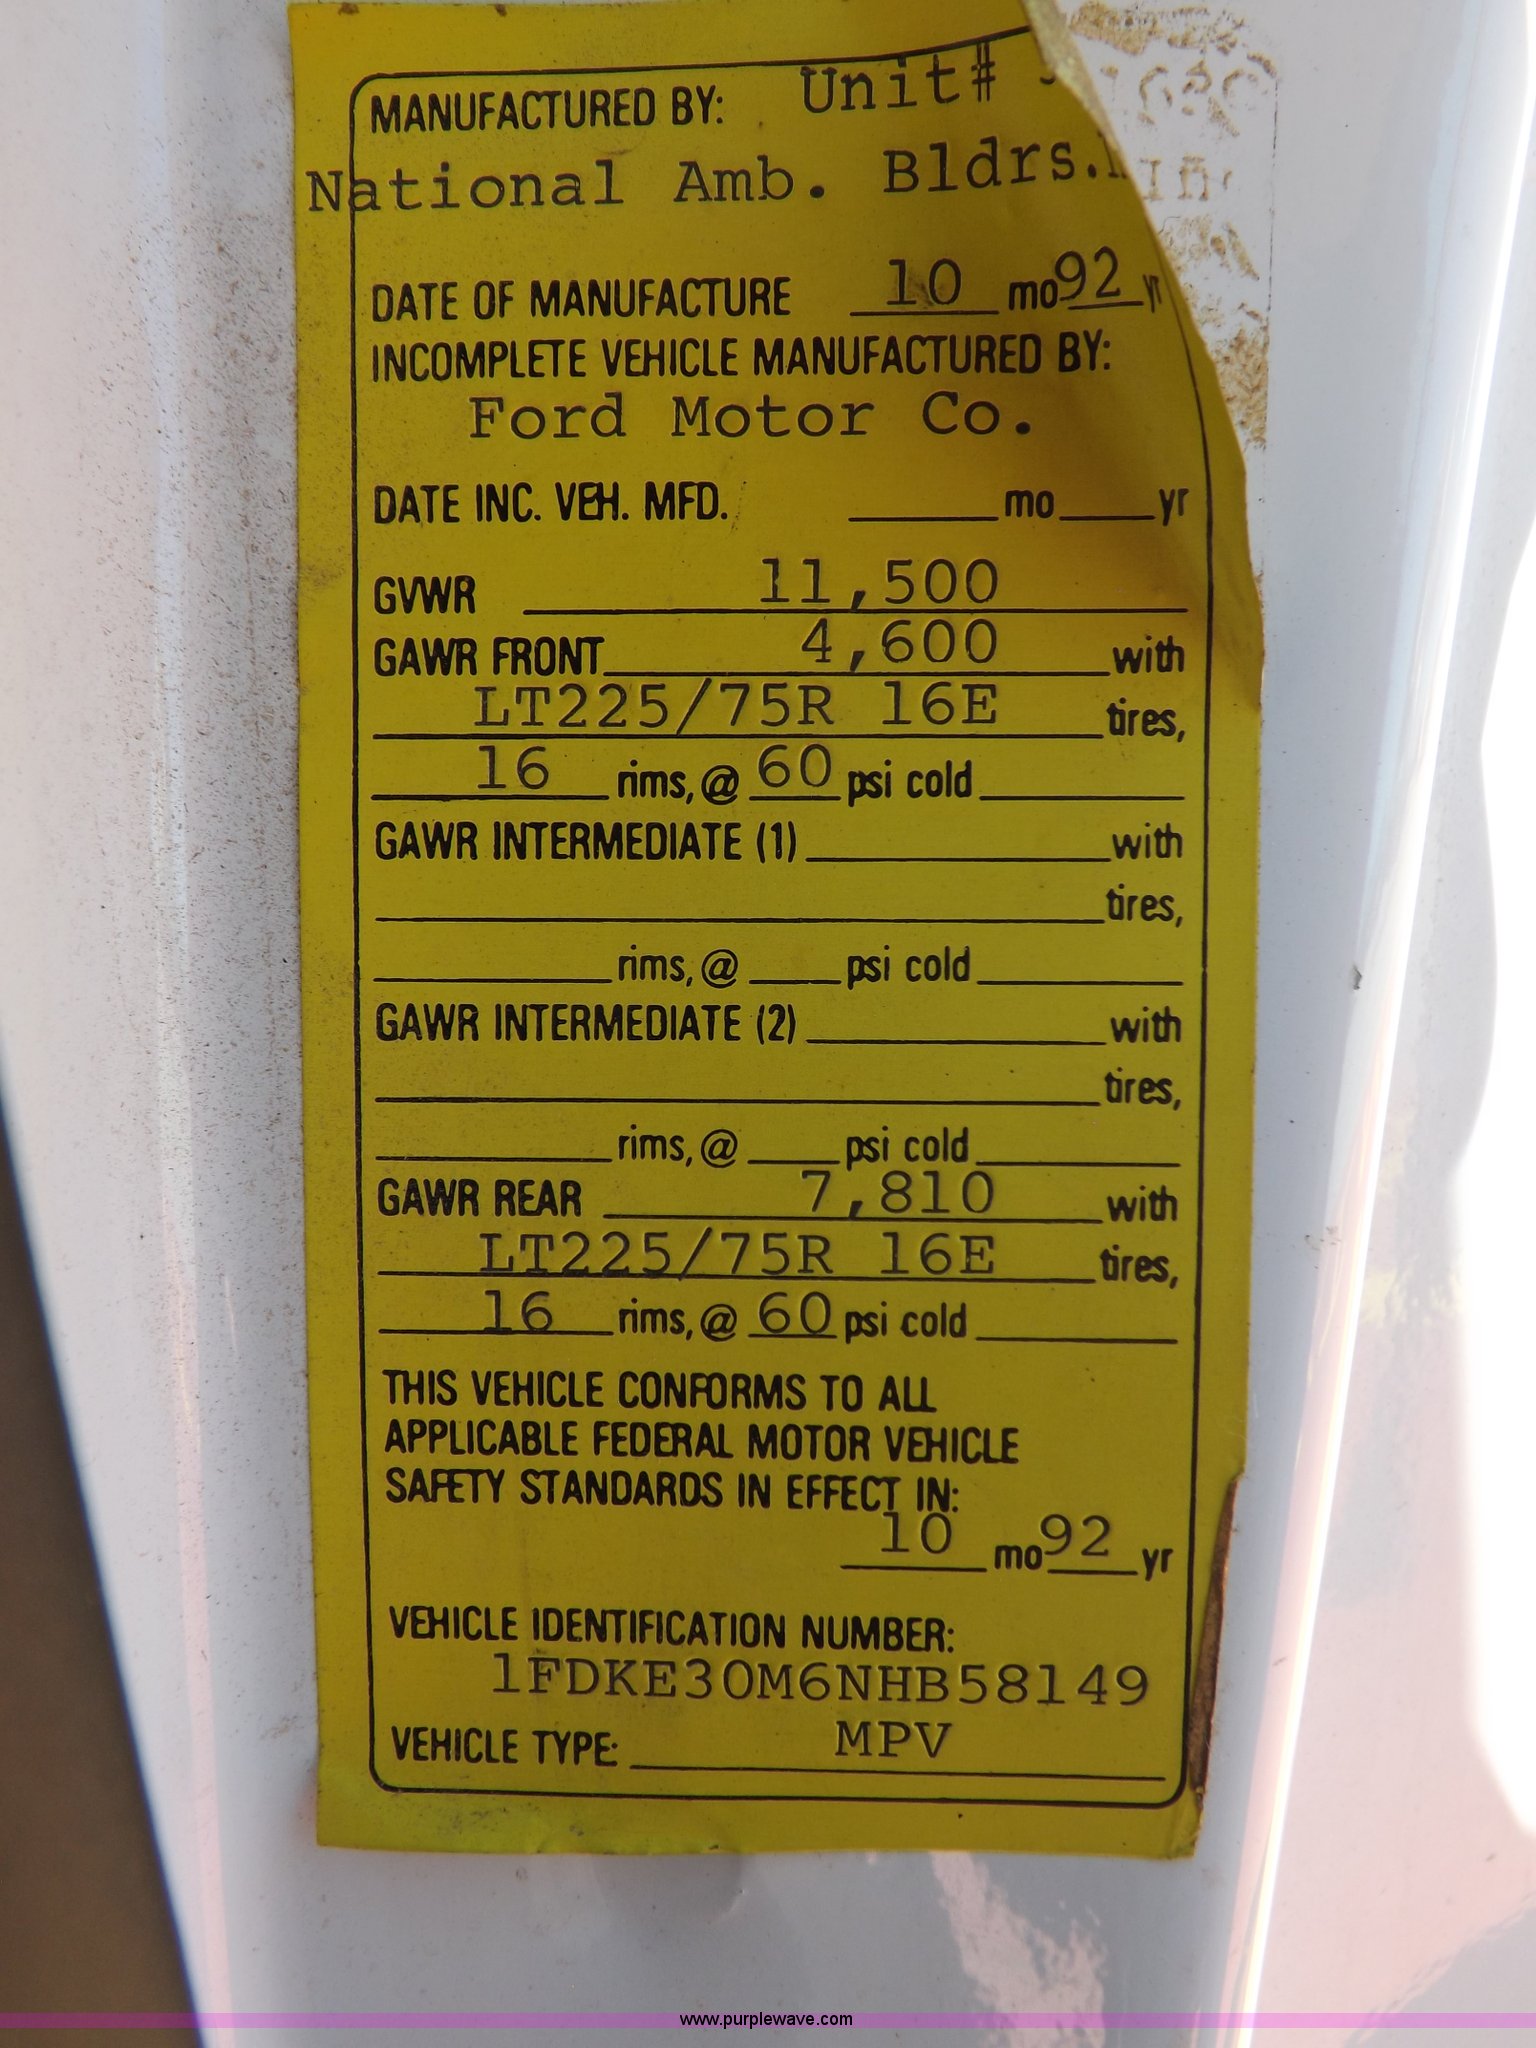 MANUFACTURED BY: Unit#
National Amb. Bldrs.
DATE OF MANUFACTURE 10 mo 92 yr
INCOMPLETE VEHICLE MANUFACTURED BY:
Ford Motor Co.
DATE INC. VEH. MFD. mo yr
GVWR 11,500
GAWR FRONT 4,600 with
LT225/75R 16E tires,
16 rims, @ 60 psi cold
GAWR INTERMEDIATE (1) with
tires,
rims, @ psi cold
GAWR INTERMEDIATE (2) with
tires,
rims, @ psi cold
GAWR REAR 7,810 with
LT225/75R 16E tires,
16 rims, @ 60 psi cold
THIS VEHICLE CONFORMS TO ALL
APPLICABLE FEDERAL MOTOR VEHICLE
SAFETY STANDARDS IN EFFECT IN:
10 mo 92 yr
VEHICLE IDENTIFICATION NUMBER:
1FDKE30M6NHB58149
VEHICLE TYPE: MPV
www.purplewave.com